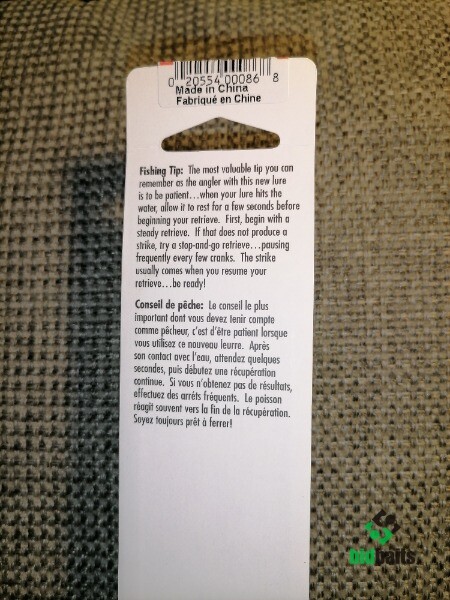 0 20554 00086 8
Made in China
Fabriqué en Chine
Fishing Tip: The most valuable tip you can
remember as the angler with this new lure
is to be patient...when your lure hits the
water, allow it to rest for a few seconds before
beginning your retrieve. First, begin with a
steady retrieve. If that does not produce a
strike, try a stop-and-go retrieve...pausing
frequently every few cranks. The strike
usually comes when you resume your
retrieve...be ready!
Conseil de pêche: Le conseil le plus
important dont vous devez tenir compte
comme pêcheur, c'est d'être patient lorsque
vous utilisez ce nouveau leurre. Après
son contact avec l'eau, attendez quelques
secondes, puis débutez une récupération
continue. Si vous n'obtenez pas de résultats,
effectuez des arrêts fréquents. Le poisson
réagit souvent vers la fin de la récupération.
Soyez toujours prêt à ferrer!
bidbaits